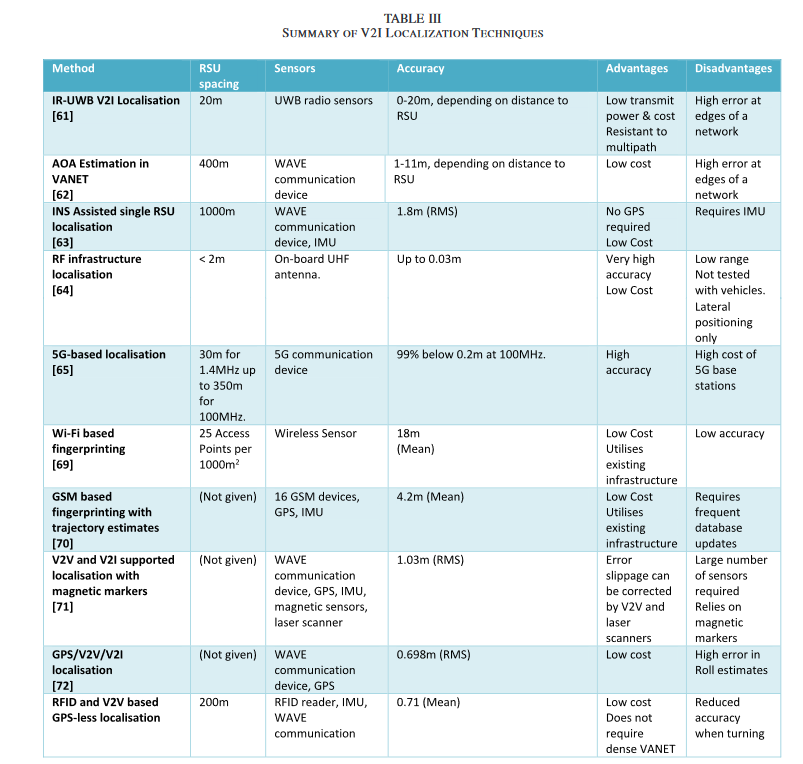 TABLE III
SUMMARY OF V2I LOCALIZATION TECHNIQUES
Method
RSU
spacing
Sensors
Accuracy
Advantages
Disadvantages
IR-UWB V2I Localisation
[61]
20m
UWB radio sensors
0-20m, depending on distance to
RSU
Low transmit
power & cost
Resistant to
multipath
High error at
edges of a
network
AOA Estimation in
VANET
[62]
400m
WAVE
communication
device
1-11m, depending on distance to
RSU
Low cost
High error at
edges of a
network
INS Assisted single RSU
localisation
[63]
1000m
WAVE
communication
device, IMU
1.8m (RMS)
No GPS
required
Low Cost
Requires IMU
RF infrastructure
localisation
[64]
< 2m
On-board UHF
antenna.
Up to 0.03m
Very high
accuracy
Low Cost
Low range
Not tested
with vehicles.
Lateral
positioning
only
5G-based localisation
[65]
30m for
1.4MHz up
to 350m
for
100MHz.
5G communication
device
99% below 0.2m at 100MHz.
High
accuracy
High cost of
5G base
stations
Wi-Fi based
fingerprinting
[69]
25 Access
Points per
1000m²
Wireless Sensor
18m
(Mean)
Low Cost
Utilises
existing
infrastructure
Low accuracy
GSM based
fingerprinting with
trajectory estimates
[70]
(Not given)
16 GSM devices,
GPS, IMU
4.2m (Mean)
Low Cost
Utilises
existing
infrastructure
Requires
frequent
database
updates
V2V and V2I supported
localisation with
magnetic markers
[71]
(Not given)
WAVE
communication
device, GPS, IMU,
magnetic sensors,
laser scanner
1.03m (RMS)
Error
slippage can
be corrected
by V2V and
laser
scanners
Large number
of sensors
required
Relies on
magnetic
markers
GPS/V2V/V2I
localisation
[72]
(Not given)
WAVE
communication
device, GPS
0.698m (RMS)
Low cost
High error in
Roll estimates
RFID and V2V based
GPS-less localisation
200m
RFID reader, IMU,
WAVE
communication
0.71 (Mean)
Low cost
Does not
require
dense VANET
Reduced
accuracy
when turning